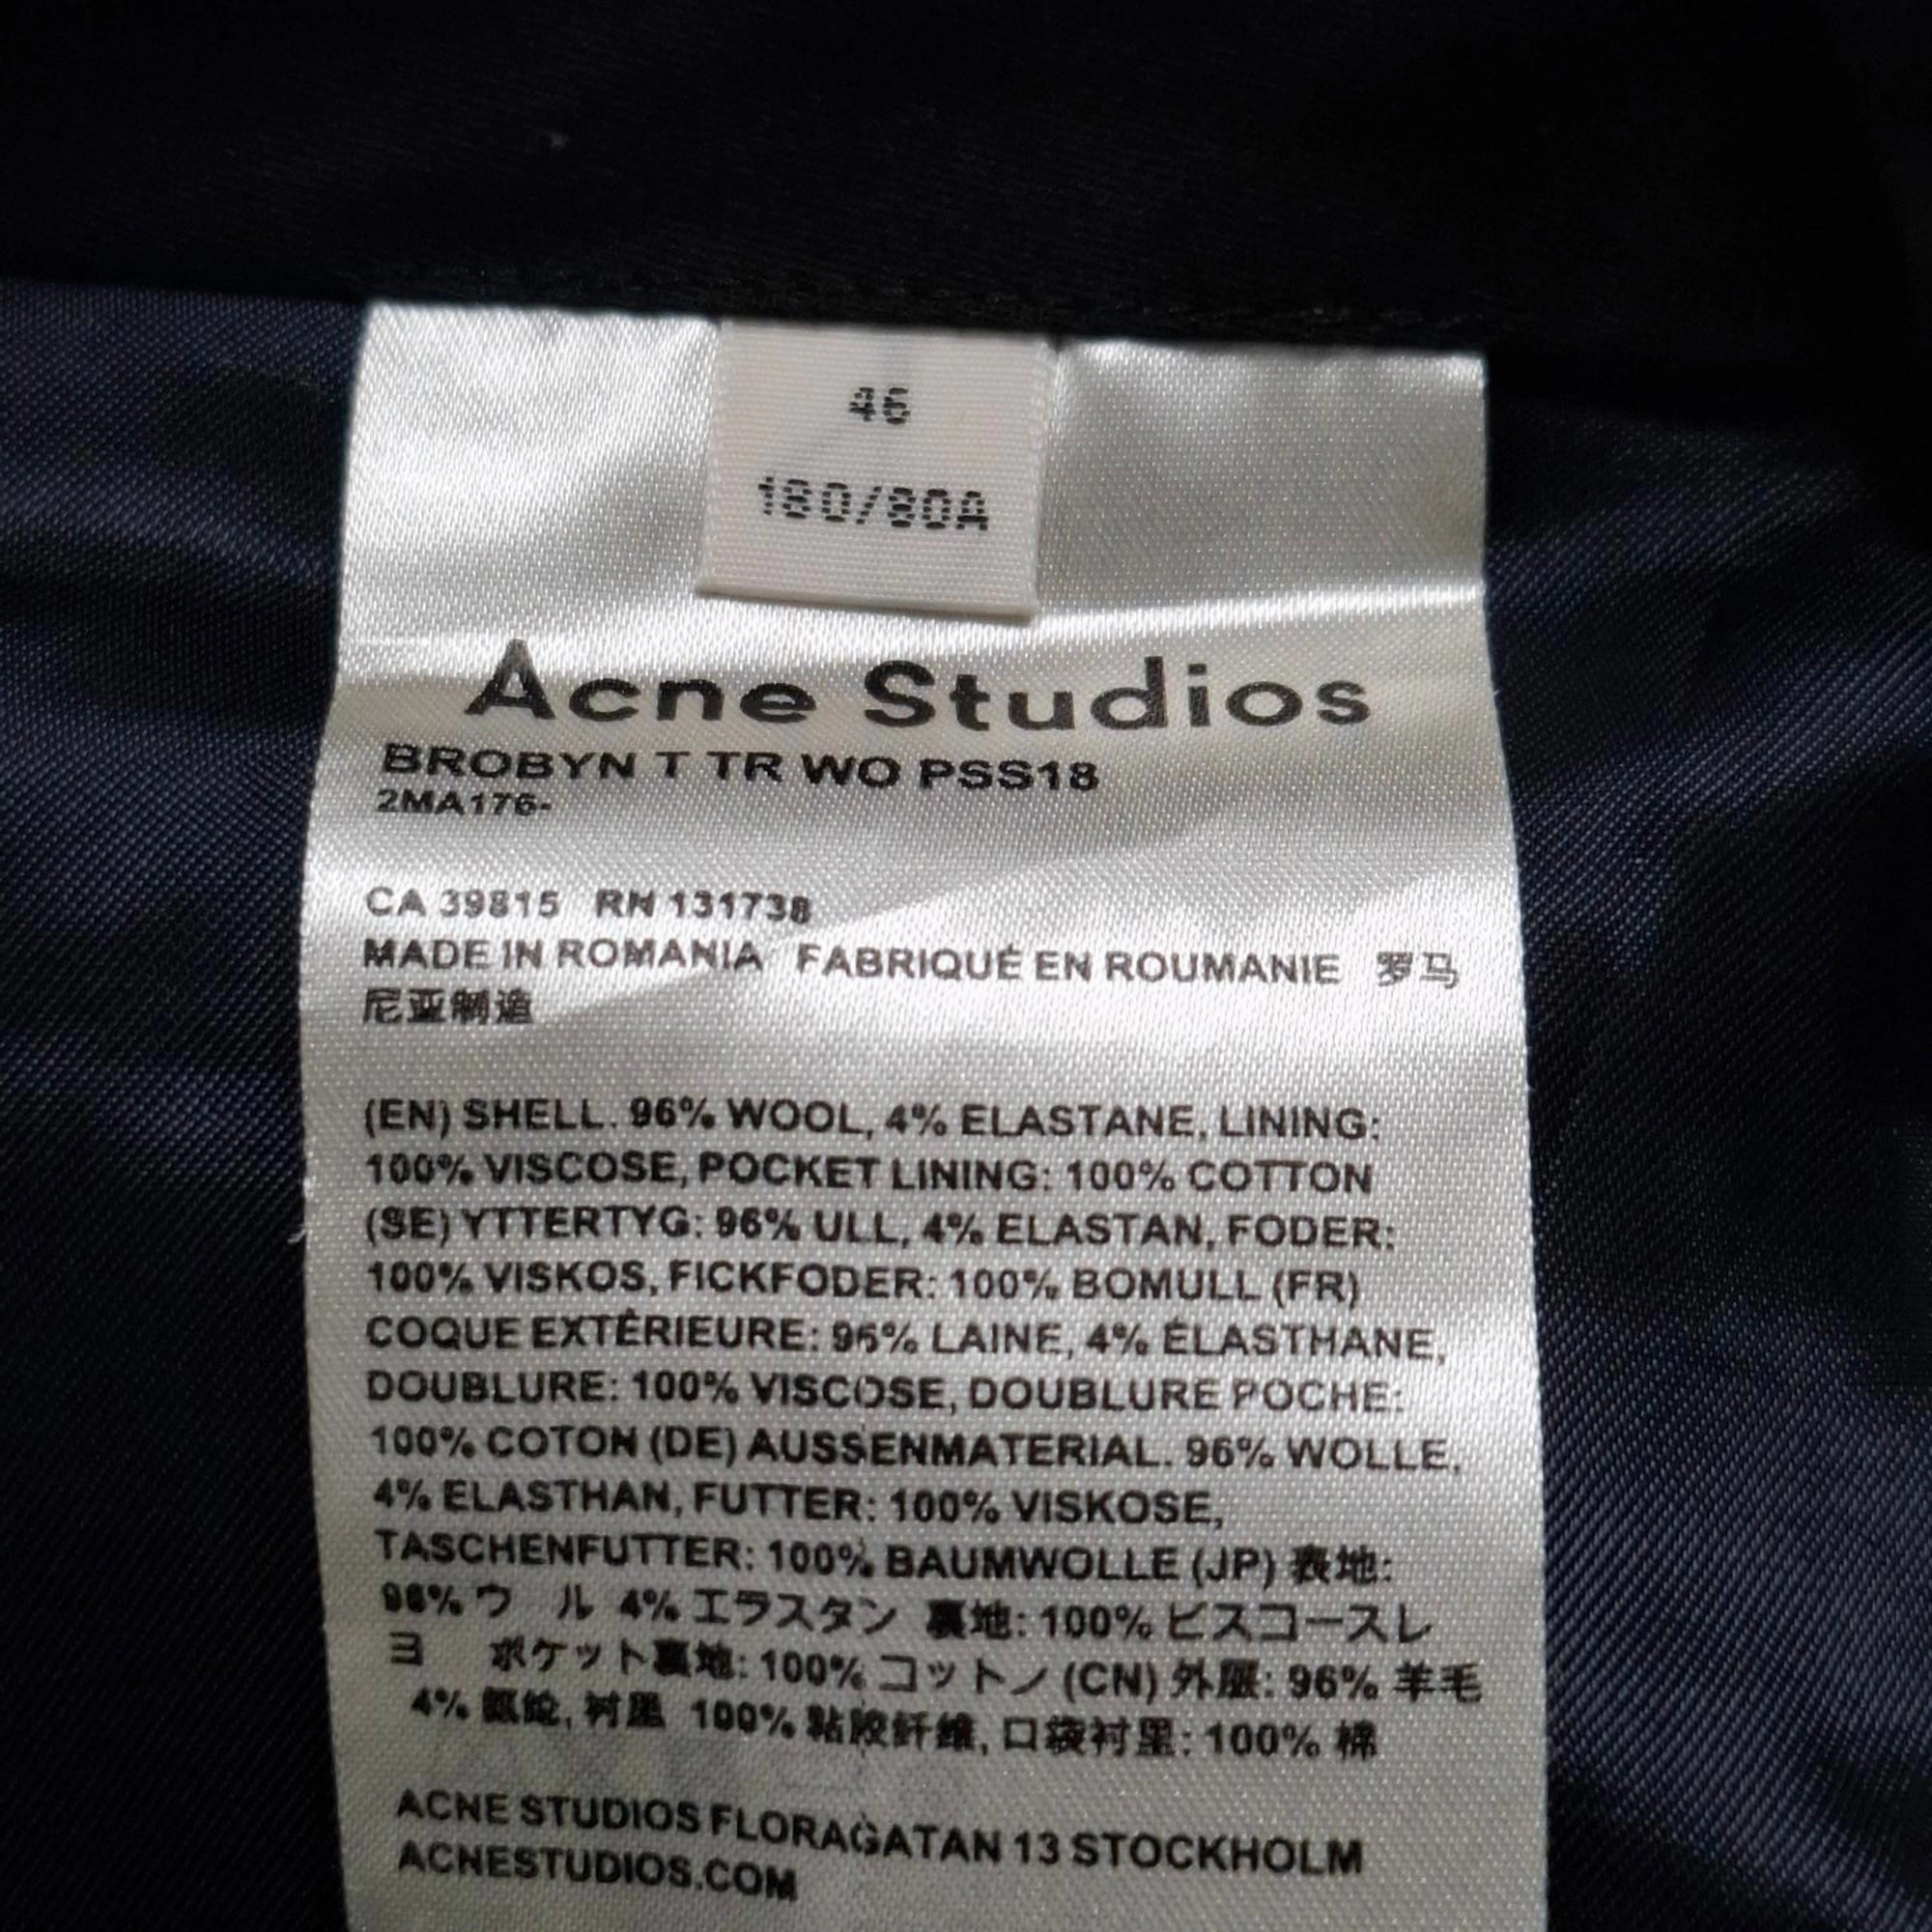 46
180/80A
Acne Studios
BROBYN T TR WO PSS18
2MA176-
CA 39815 RN 131738
MADE IN ROMANIA FABRIQUÉ EN ROUMANIE 罗马
尼亚制造
(EN) SHELL. 96% WOOL, 4% ELASTANE, LINING:
100% VISCOSE, POCKET LINING: 100% COTTON
(SE) YTTERTYG: 96% ULL, 4% ELASTAN, FODER:
100% VISKOS, FICKFODER: 100% BOMULL (FR)
COQUE EXTÉRIEURE: 96% LAINE, 4% ÉLASTHANE,
DOUBLURE: 100% VISCOSE, DOUBLURE POCHE:
100% COTON (DE) AUSSENMATERIAL. 96% WOLLE,
4% ELASTHAN, FUTTER: 100% VISKOSE,
TASCHENFUTTER: 100% BAUMWOLLE (JP) 表地:
96% ウ ル 4% エラスタン 裏地: 100% ビスコースレ
ヨ ポケット裏地: 100% コットン (CN) 外层: 96% 羊毛
4% 氨纶, 衬里 100% 粘胶纤维, 口袋衬里: 100% 棉
ACNE STUDIOS FLORAGATAN 13 STOCKHOLM
ACNESTUDIOS.COM